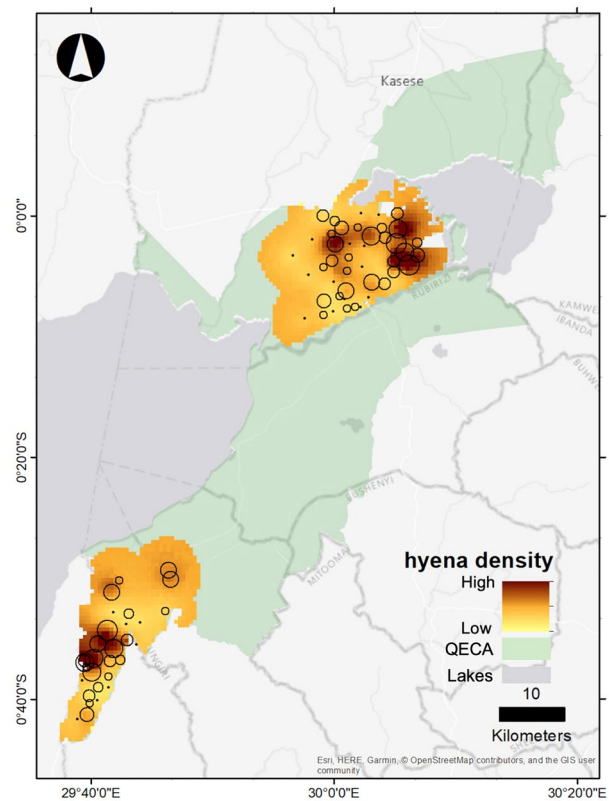 Kasese
0°0'0"
RUBIRIZI
KAMWE
IBANDA
BUHWE
0°20'0"S
BUSHENYI
MITOOMA
hyena density
High
Low
QECA
Lakes
10
Kilometers
0°40'0"S
Esri, HERE, Garmin, © OpenStreetMap contributors, and the GIS user
community
29°40'0"E
30°0'0"E
30°20'0"E